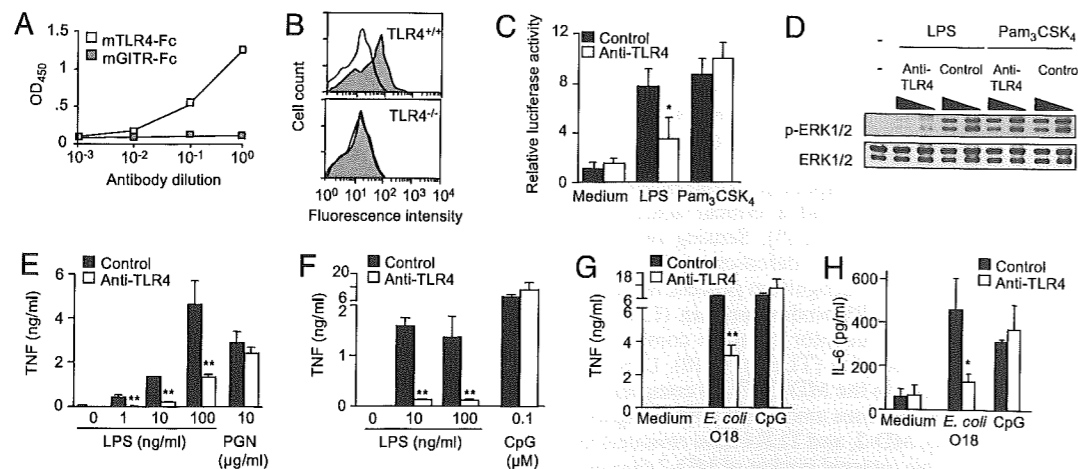 A
mTLR4-Fc
mGITR-Fc
OD450
1.5
1
.5
0
10-3
10-2
10-1
100
Antibody dilution
B
TLR4+/+
TLR4-/-
Cell count
100
101
102
103
104
Fluorescence intensity
C
Control
Anti-TLR4
Relative luciferase activity
12
8
4
0
*
Medium
LPS
Pam3CSK4
D
-
LPS
Pam3CSK4
-
Anti-
TLR4
Control
Anti-
TLR4
Control
p-ERK1/2
ERK1/2
E
Control
Anti-TLR4
TNF (ng/ml)
6
4
2
0
**
**
**
0
1
10
100
10
LPS (ng/ml)
PGN
(µg/ml)
F
Control
Anti-TLR4
TNF (ng/ml)
20
6
2
1
0
**
**
0
10
100
0.1
LPS (ng/ml)
CpG
(µM)
G
Control
Anti-TLR4
TNF (ng/ml)
18
6
6
4
2
0
**
Medium
E. coli
O18
CpG
H
Control
Anti-TLR4
IL-6 (pg/ml)
600
400
200
0
*
Medium
E. coli
O18
CpG